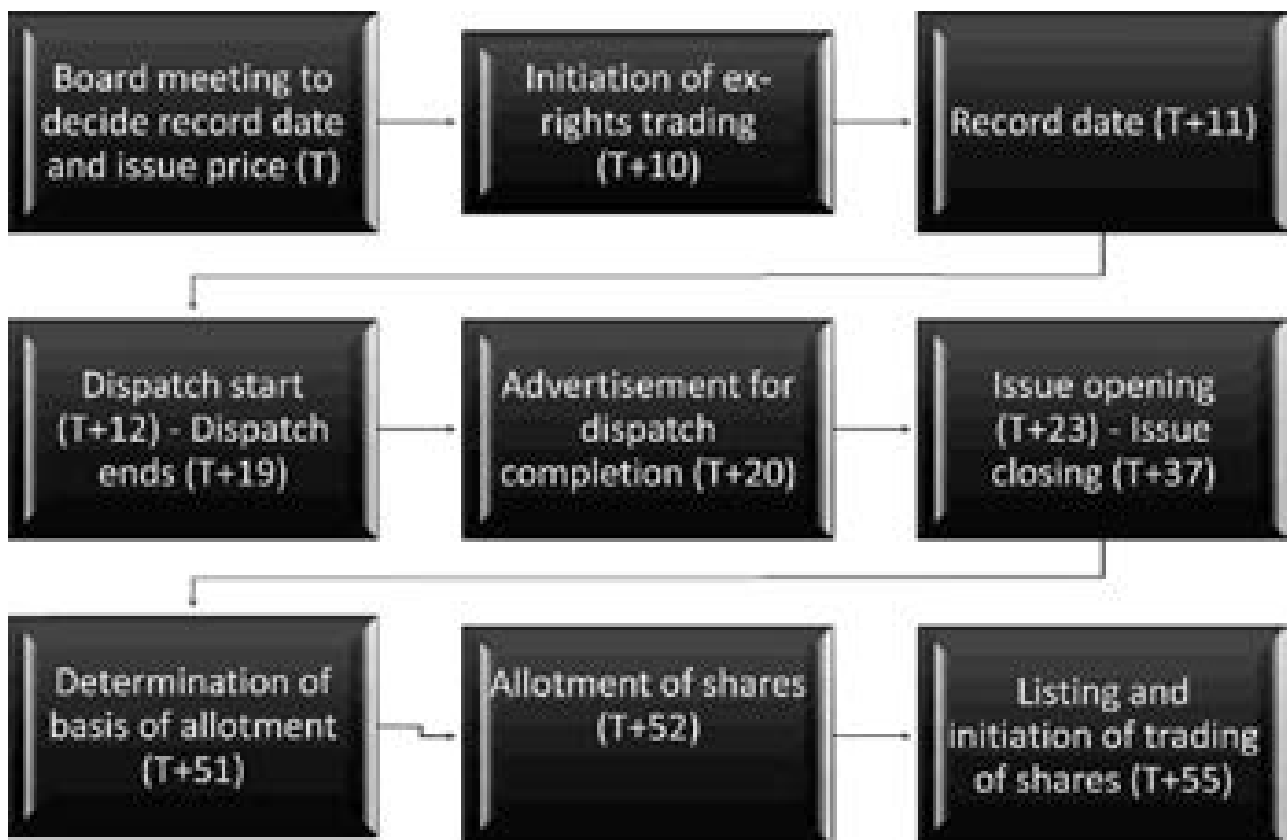 Board meeting to
decide record date
and issue price (T)
Initiation of ex-
rights trading
(T+10)
Record date (T+11)
Dispatch start
(T+12) - Dispatch
ends (T+19)
Advertisement for
dispatch
completion (T+20)
Issue opening
(T+23) - Issue
closing (T+37)
Determination of
basis of allotment
(T+51)
Allotment of shares
(T+52)
Listing and
initiation of trading
of shares (T+55)